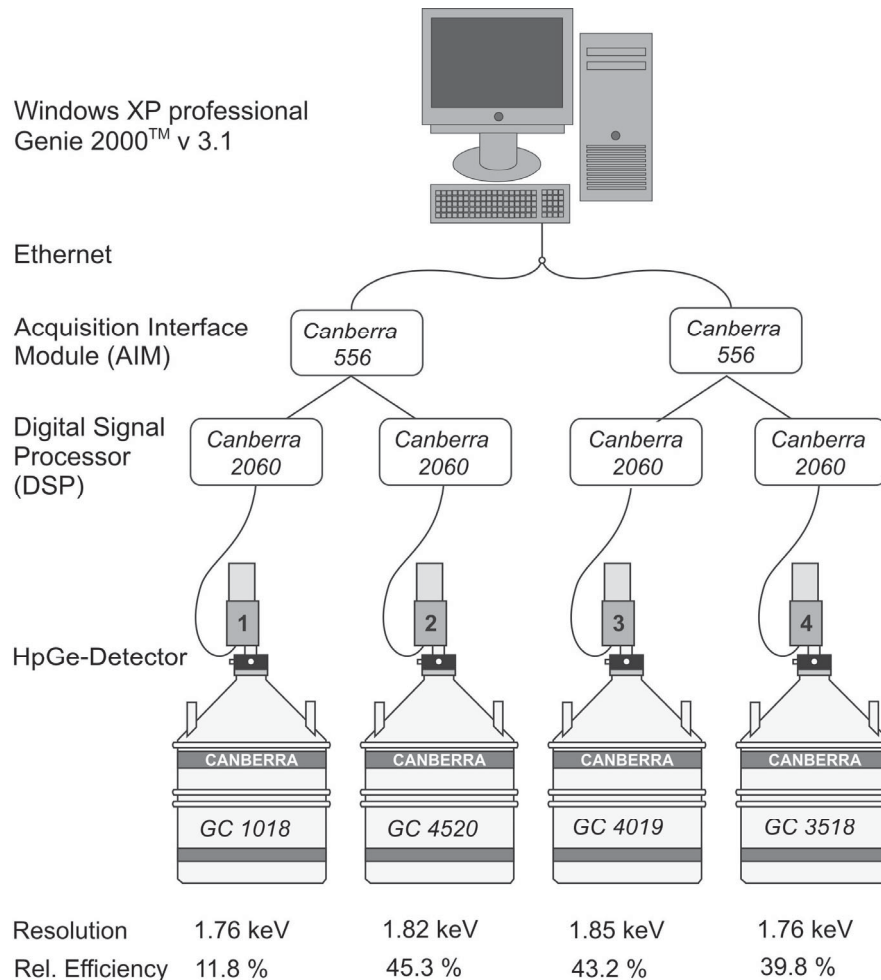 Windows XP professional
Genie 2000™ v 3.1
Ethernet
Acquisition Interface
Module (AIM)
Canberra
556
Canberra
556
Digital Signal
Processor
(DSP)
Canberra
2060
Canberra
2060
Canberra
2060
Canberra
2060
HpGe-Detector
1
2
3
4
CANBERRA
CANBERRA
CANBERRA
CANBERRA
GC 1018
GC 4520
GC 4019
GC 3518
Resolution 1.76 keV 1.82 keV 1.85 keV 1.76 keV
Rel. Efficiency 11.8 % 45.3 % 43.2 % 39.8 %